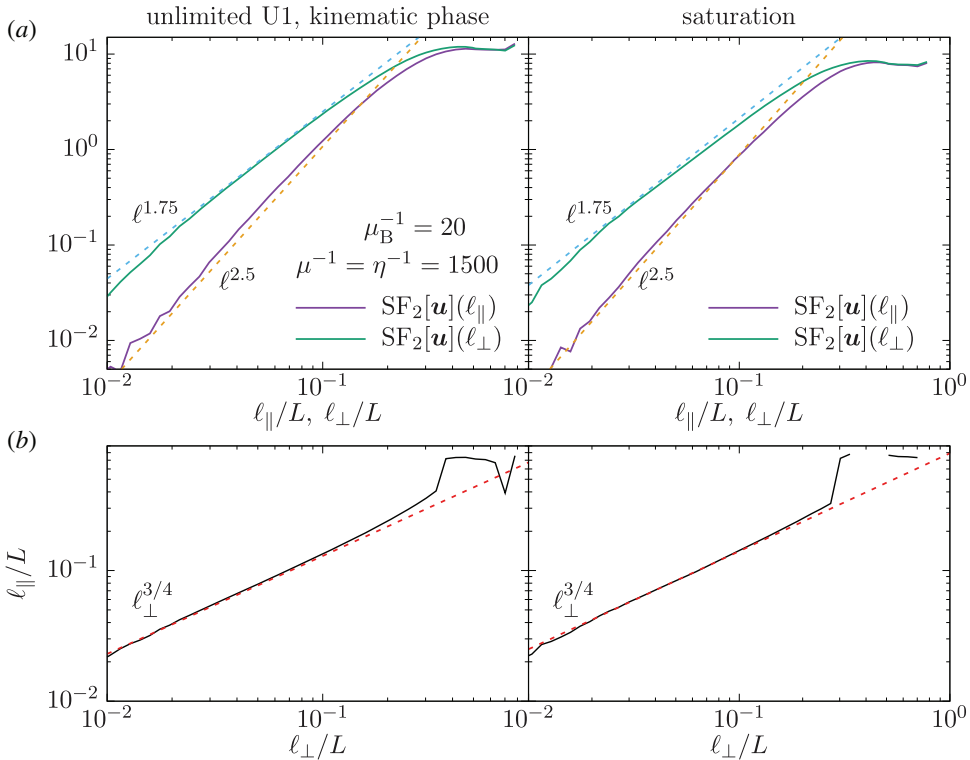 unlimited U1, kinematic phase
saturation
(a)
10^1
10^0
10^{-1}
10^{-2}
ℓ^{1.75}
ℓ^{2.5}
μ_B^{-1} = 20
μ^{-1} = η^{-1} = 1500
SF_2[u](ℓ_∥)
SF_2[u](ℓ_⊥)
ℓ^{1.75}
ℓ^{2.5}
SF_2[u](ℓ_∥)
SF_2[u](ℓ_⊥)
10^{-2} 10^{-1} 10^{-2} 10^{-1} 10^0
ℓ_∥/L, ℓ_⊥/L ℓ_∥/L, ℓ_⊥/L
(b)
ℓ_∥/L
10^{-1}
10^{-2}
ℓ_⊥^{3/4}
ℓ_⊥^{3/4}
10^{-2} 10^{-1} 10^{-2} 10^{-1} 10^0
ℓ_⊥/L ℓ_⊥/L